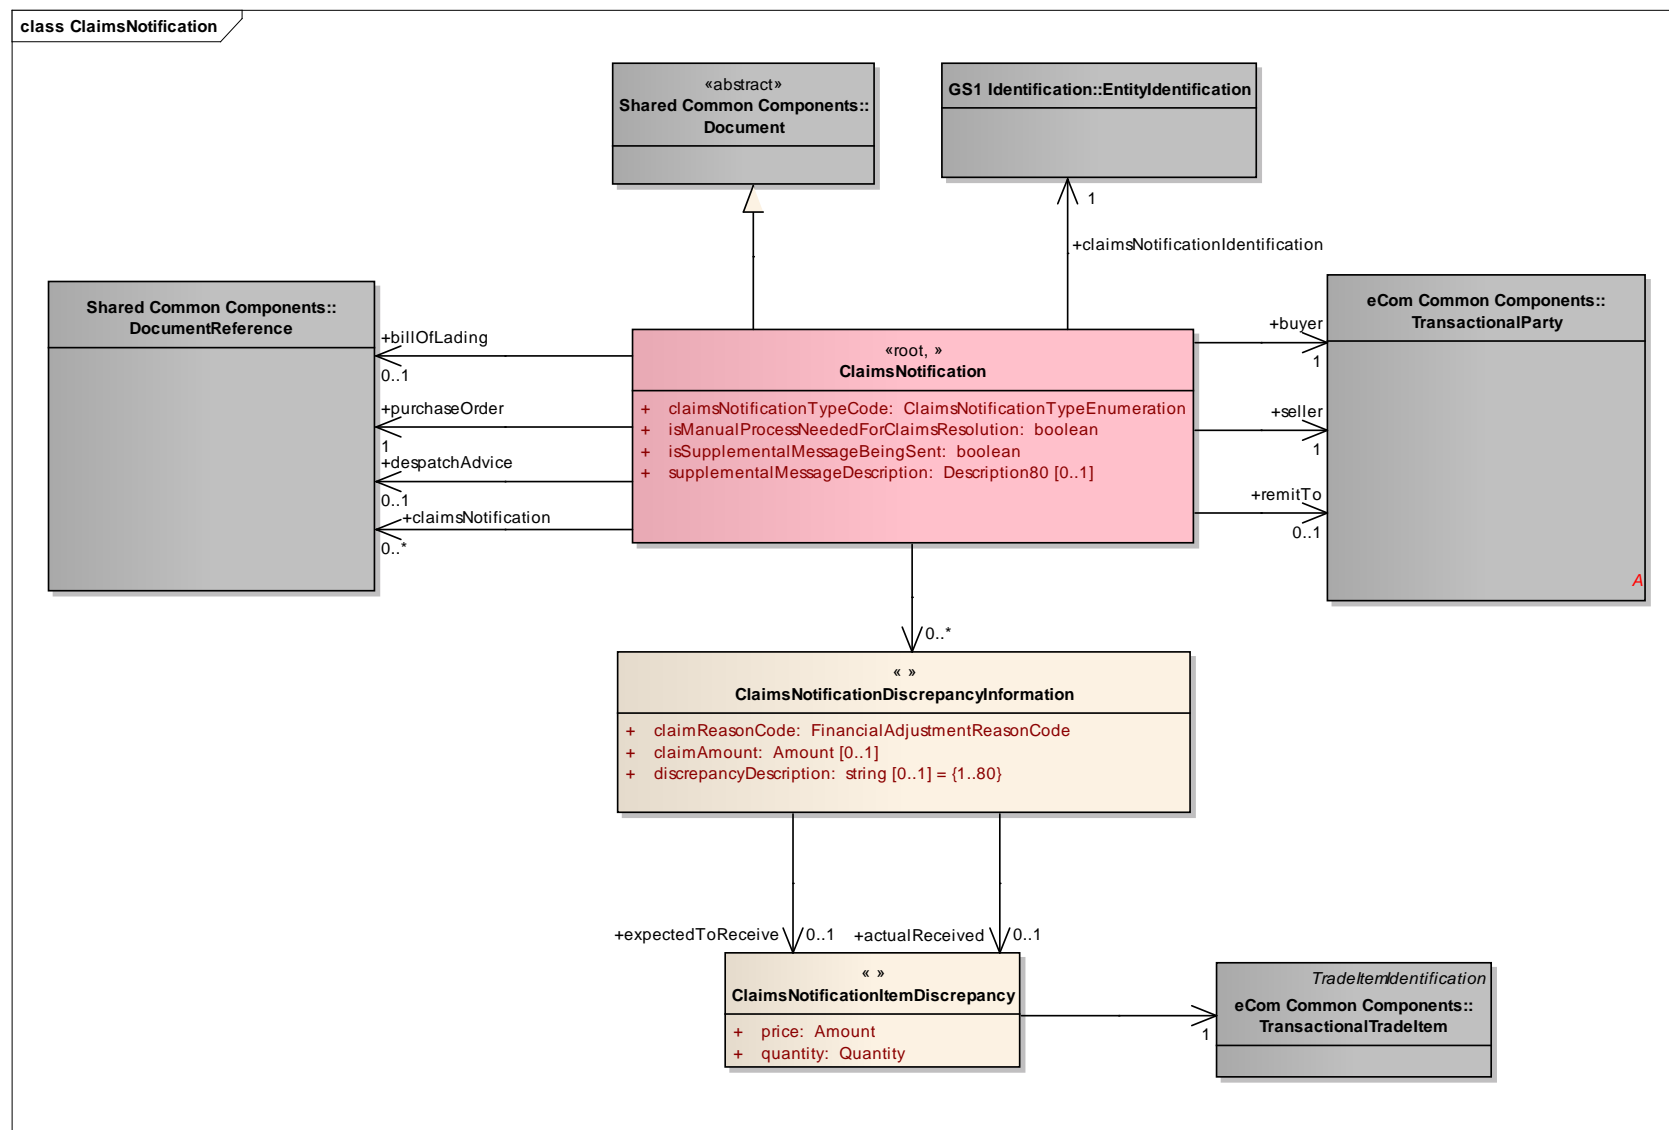 class ClaimsNotification
«abstract»
Shared Common Components::
Document
GS1 Identification::EntityIdentification
1
+claimsNotificationIdentification
Shared Common Components::
DocumentReference
eCom Common Components::
TransactionalParty
A
+billOfLading
0..1
+purchaseOrder
1
+despatchAdvice
0..1
+claimsNotification
0..*
«root, »
ClaimsNotification
+ claimsNotificationTypeCode: ClaimsNotificationTypeEnumeration
+ isManualProcessNeededForClaimsResolution: boolean
+ isSupplementalMessageBeingSent: boolean
+ supplementalMessageDescription: Description80 [0..1]
+buyer
1
+seller
1
+remitTo
0..1
0..*
« »
ClaimsNotificationDiscrepancyInformation
+ claimReasonCode: FinancialAdjustmentReasonCode
+ claimAmount: Amount [0..1]
+ discrepancyDescription: string [0..1] = {1..80}
+expectedToReceive
0..1
+actualReceived
0..1
« »
ClaimsNotificationItemDiscrepancy
+ price: Amount
+ quantity: Quantity
1
TradeItemIdentification
eCom Common Components::
TransactionalTradeItem